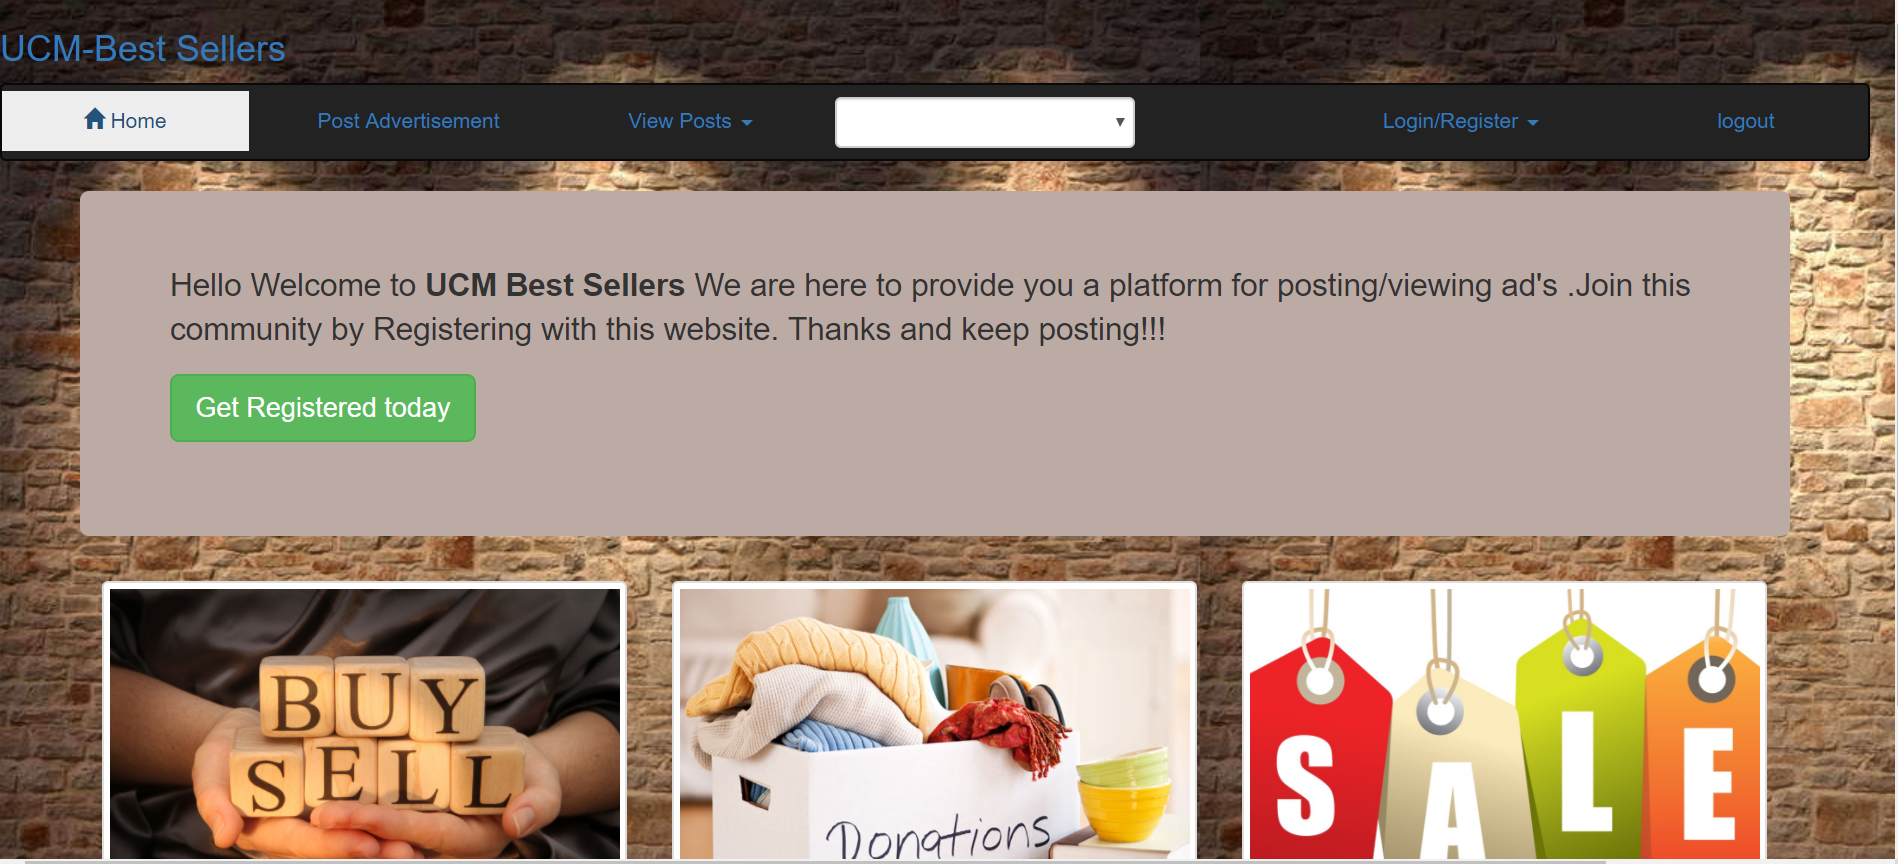 UCM-Best Sellers
Home Post Advertisement View Posts Login/Register logout
Hello Welcome to UCM Best Sellers We are here to provide you a platform for posting/viewing ad's .Join this
community by Registering with this website. Thanks and keep posting!!!
Get Registered today
BUY
SELL
Donations
SALE